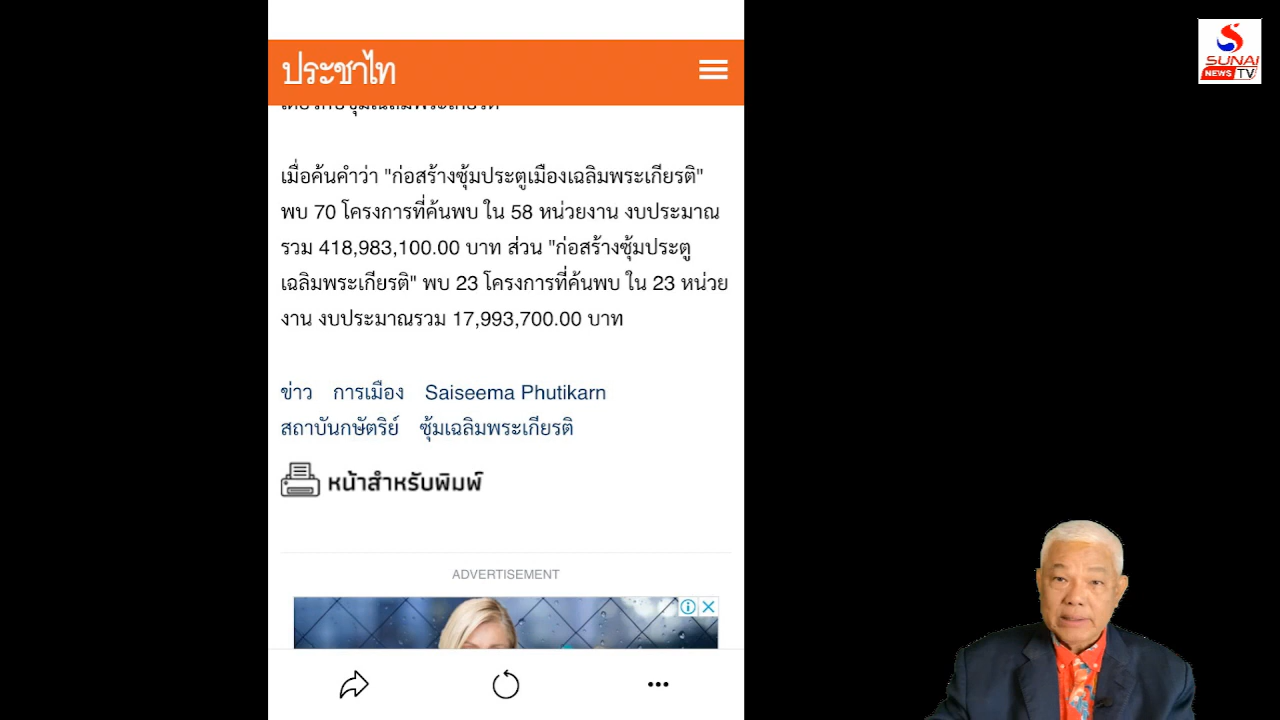 ประชาไท
SUNAI
NEWS TV
เมื่อค้นคำว่า "ก่อสร้างซุ้มประตูเมืองเฉลิมพระเกียรติ"
พบ 70 โครงการที่ค้นพบ ใน 58 หน่วยงาน งบประมาณ
รวม 418,983,100.00 บาท ส่วน "ก่อสร้างซุ้มประตู
เฉลิมพระเกียรติ" พบ 23 โครงการที่ค้นพบ ใน 23 หน่วย
งาน งบประมาณรวม 17,993,700.00 บาท
ข่าว การเมือง Saiseema Phutikarn
สถาบันกษัตริย์ ซุ้มเฉลิมพระเกียรติ
หน้าสำหรับพิมพ์
ADVERTISEMENT